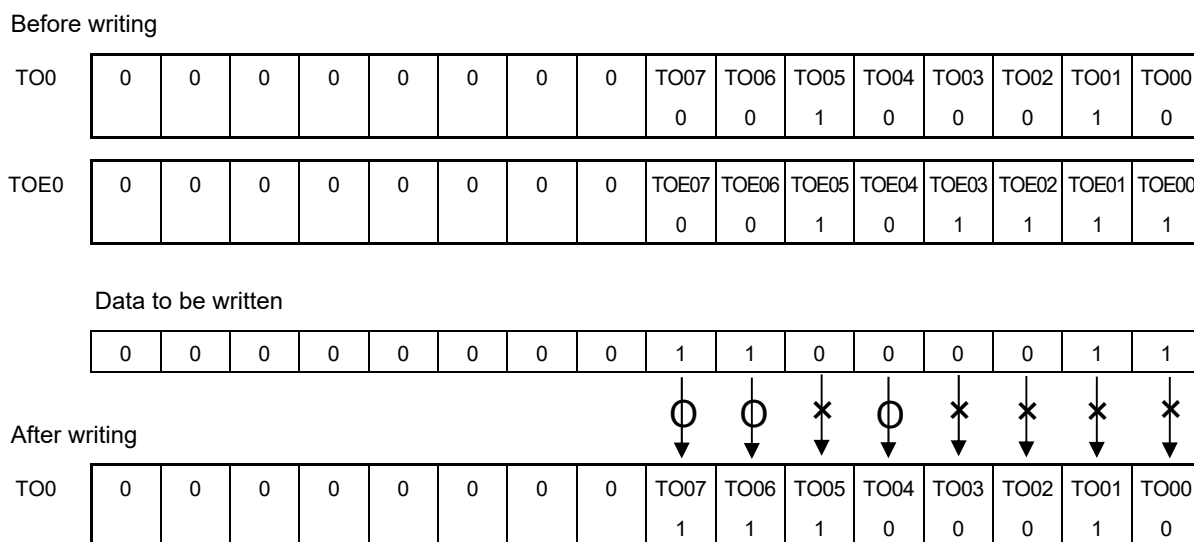 Before writing
TO0 0 0 0 0 0 0 0 0 TO07 TO06 TO05 TO04 TO03 TO02 TO01 TO00
0 0 1 0 0 0 1 0
TOE0 0 0 0 0 0 0 0 0 TOE07 TOE06 TOE05 TOE04 TOE03 TOE02 TOE01 TOE00
0 0 1 0 1 1 1 1
Data to be written
0 0 0 0 0 0 0 0 1 1 0 0 0 0 1 1
O O × O × × × ×
After writing
TO0 0 0 0 0 0 0 0 0 TO07 TO06 TO05 TO04 TO03 TO02 TO01 TO00
1 1 1 0 0 0 1 0